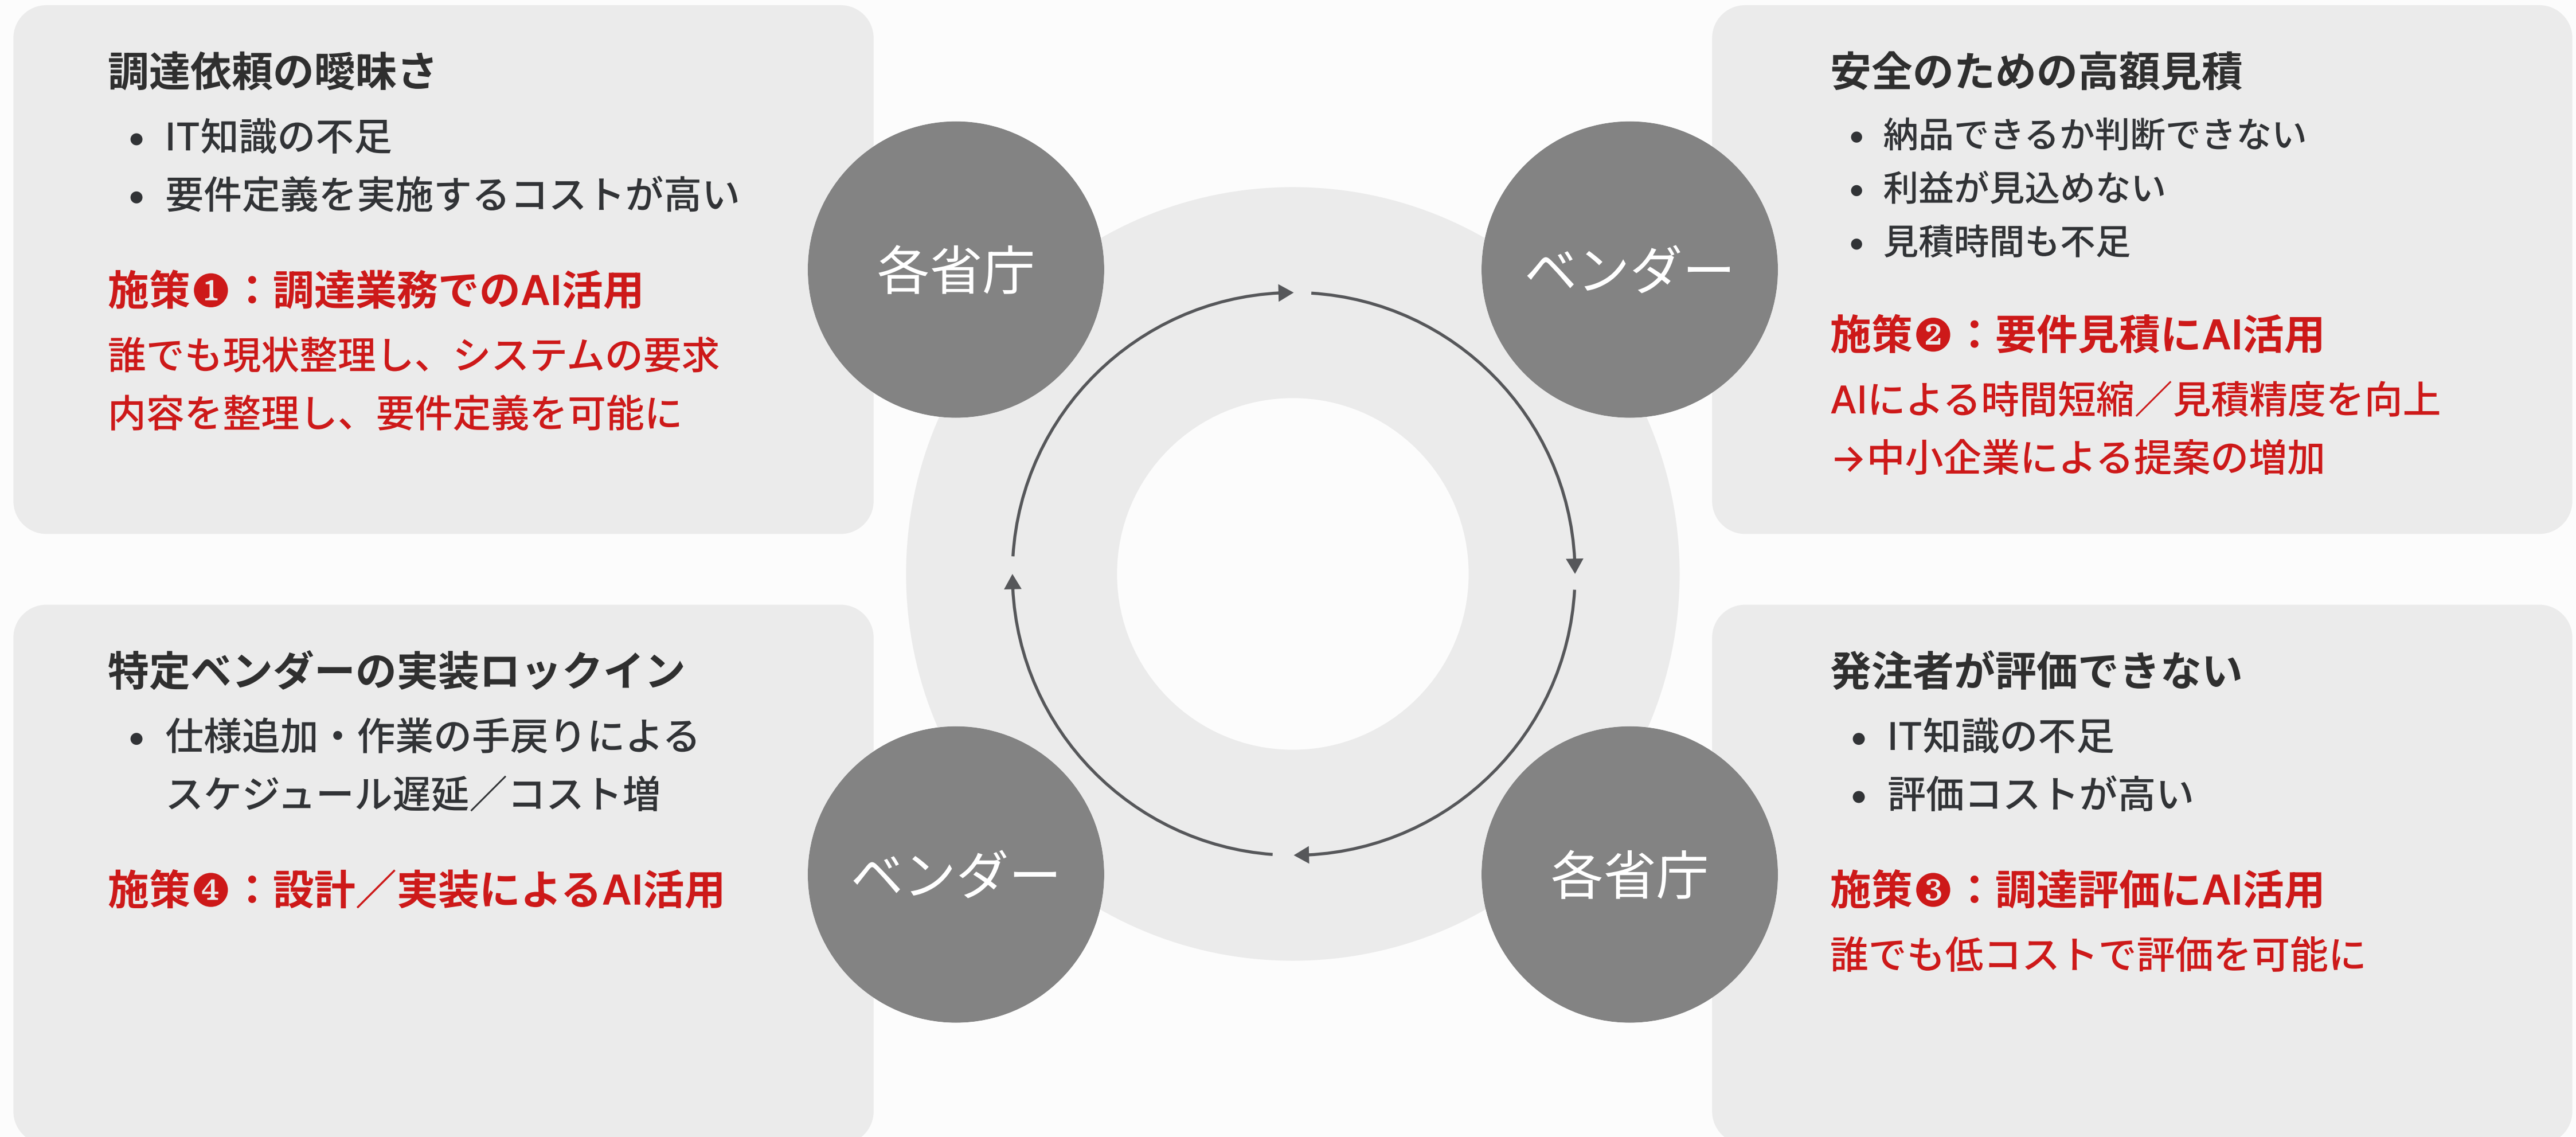 調達依頼の曖昧さ
• IT知識の不足
• 要件定義を実施するコストが高い
施策❶：調達業務でのAI活用
誰でも現状整理し、システムの要求
内容を整理し、要件定義を可能に
各省庁
ベンダー
安全のための高額見積
• 納品できるか判断できない
• 利益が見込めない
• 見積時間も不足
施策❷：要件見積にAI活用
AIによる時間短縮／見積精度を向上
→中小企業による提案の増加
特定ベンダーの実装ロックイン
• 仕様追加・作業の手戻りによる
スケジュール遅延／コスト増
施策❹：設計／実装によるAI活用
ベンダー
各省庁
発注者が評価できない
• IT知識の不足
• 評価コストが高い
施策❸：調達評価にAI活用
誰でも低コストで評価を可能に